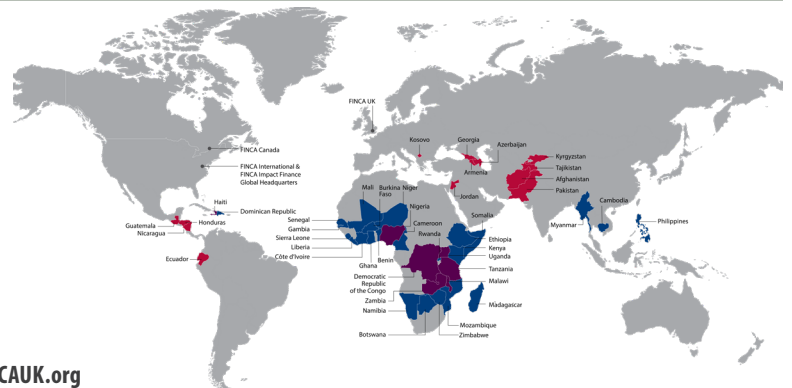 FINCA UK
FINCA Canada
FINCA International &
FINCA Impact Finance
Global Headquarters
Kosovo
Georgia
Azerbaijan
Armenia
Kyrgyzstan
Tajikistan
Afghanistan
Pakistan
Jordan
Haiti
Dominican Republic
Honduras
Guatemala
Nicaragua
Ecuador
Mali
Burkina
Faso
Niger
Nigeria
Cameroon
Rwanda
Somalia
Senegal
Gambia
Sierra Leone
Liberia
Côte d'Ivoire
Ghana
Benin
Democratic
Republic
of the Congo
Zambia
Namibia
Botswana
Ethiopia
Kenya
Uganda
Tanzania
Malawi
Madagascar
Mozambique
Zimbabwe
Cambodia
Myanmar
Philippines
CAUK.org